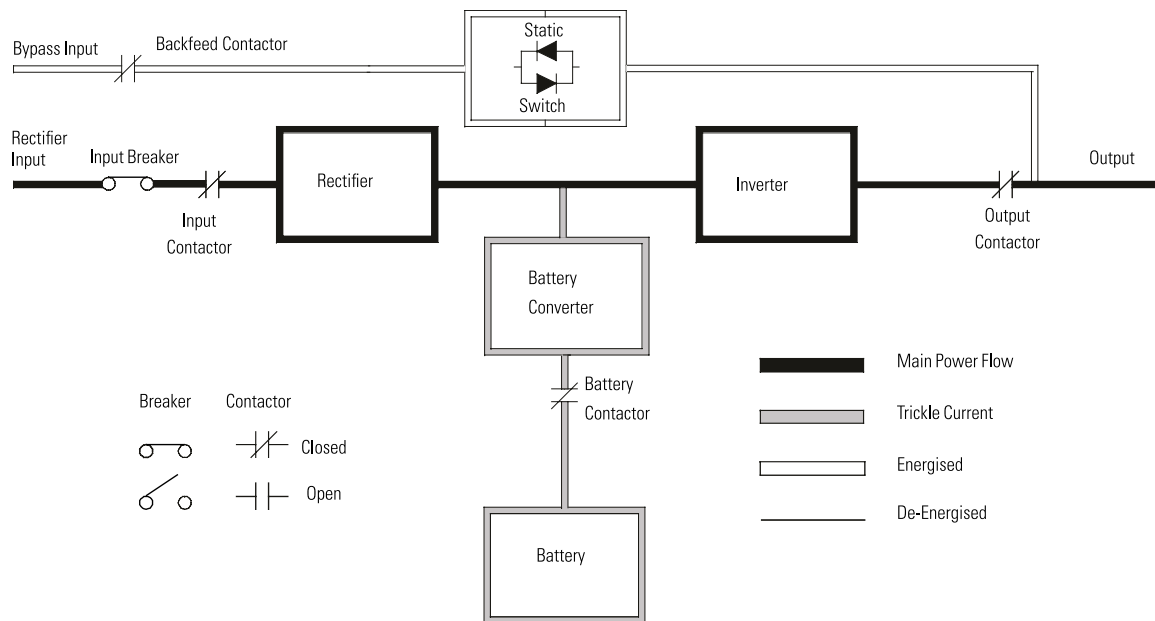 Static
Bypass Input
Backfeed Contactor
Switch
Rectifier
Input
Input Breaker
Rectifier
Inverter
Output
Input
Contactor
Output
Contactor
Battery
Converter
Battery
Contactor
Main Power Flow
Breaker
Contactor
Trickle Current
Closed
Energised
Open
De-Energised
Battery